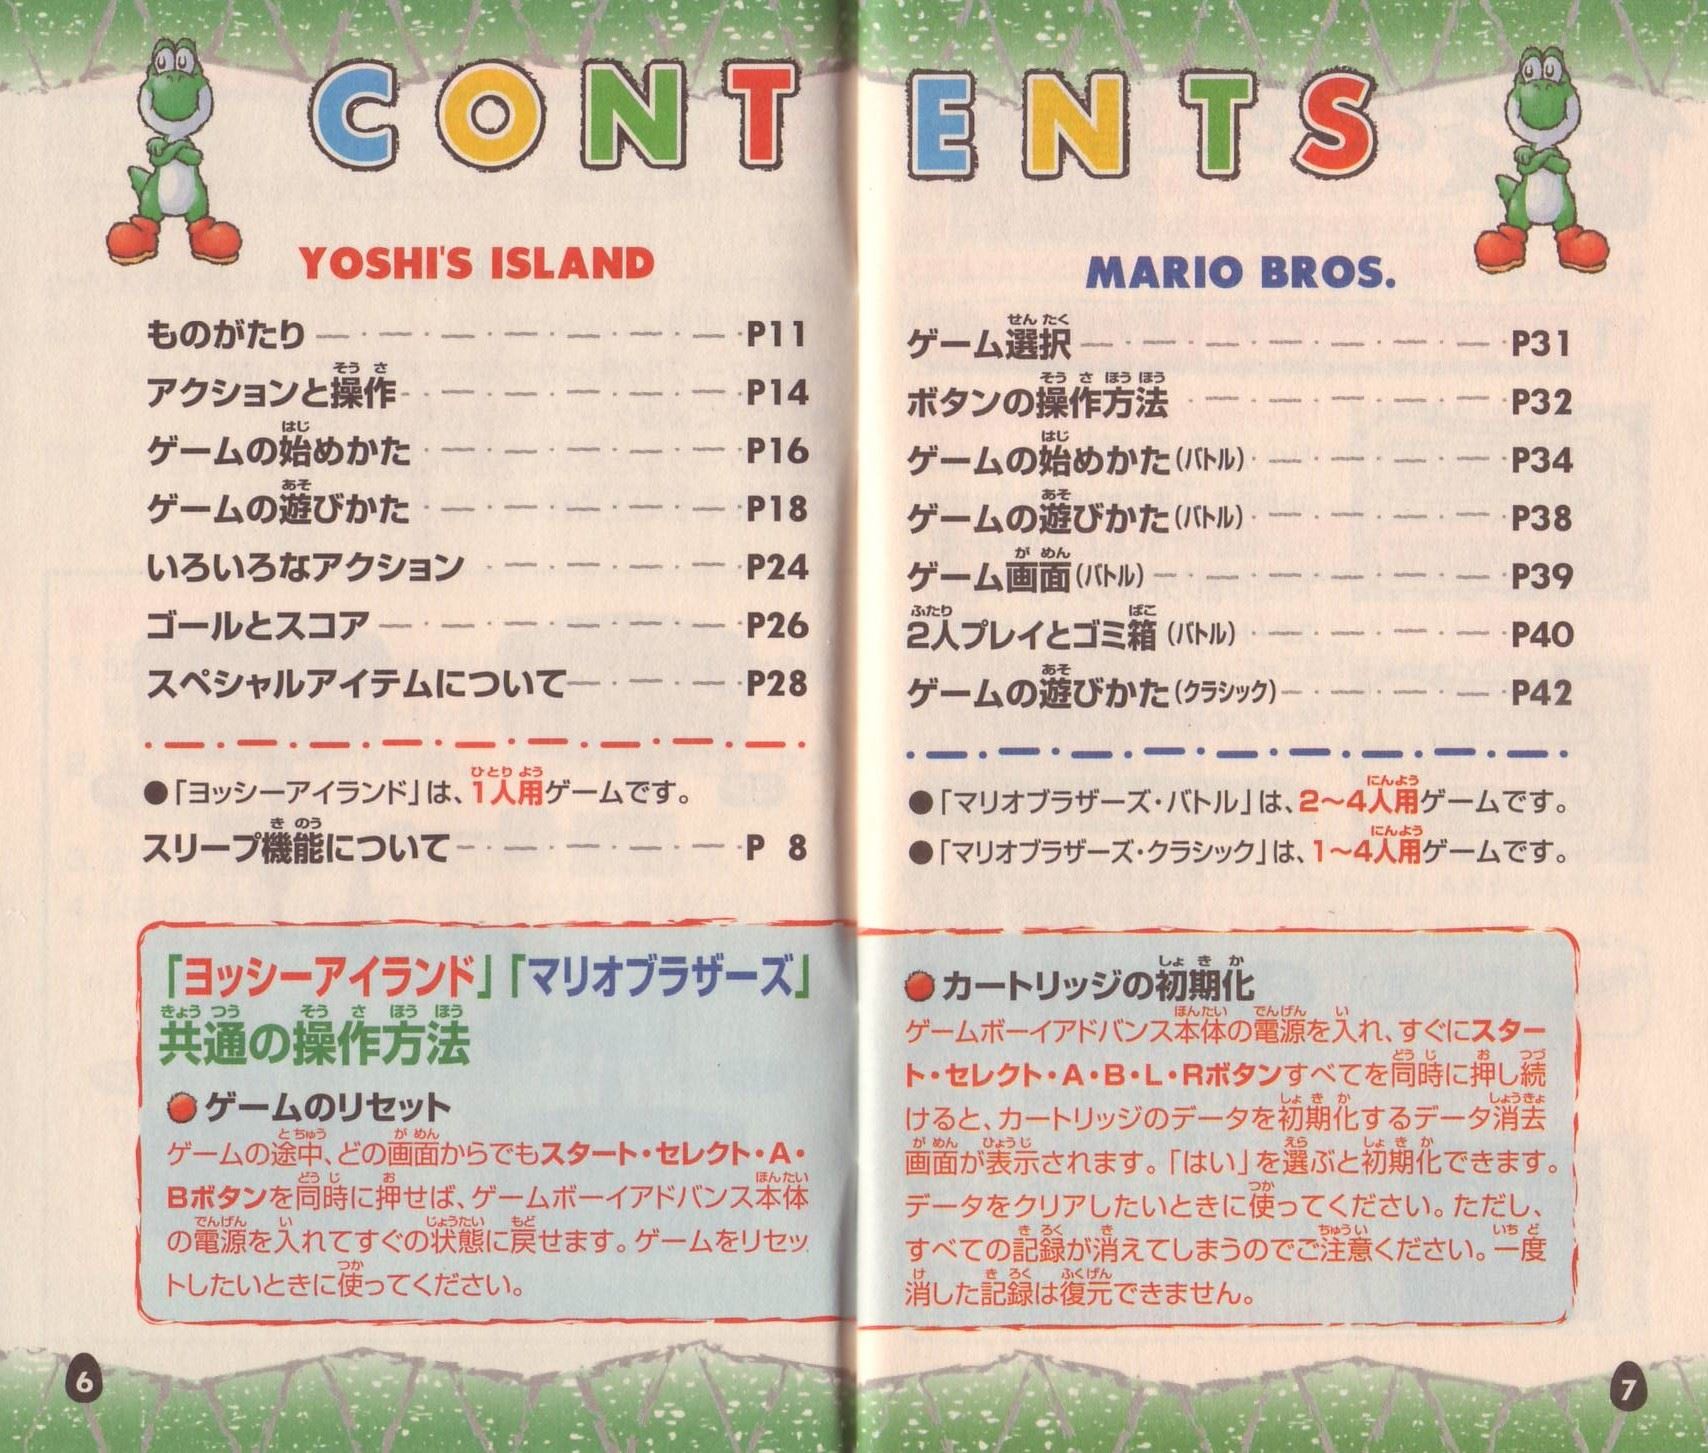 CONTENTS
YOSHI'S ISLAND
ものがたり P11
アクションと操作 P14
ゲームの始めかた P16
ゲームの遊びかた P18
いろいろなアクション P24
ゴールとスコア P26
スペシャルアイテムについて P28
●「ヨッシーアイランド」は、1人用ゲームです。
スリープ機能について P 8
MARIO BROS.
ゲーム選択 P31
ボタンの操作方法 P32
ゲームの始めかた(バトル) P34
ゲームの遊びかた(バトル) P38
ゲーム画面(バトル) P39
2人プレイとゴミ箱(バトル) P40
ゲームの遊びかた(クラシック) P42
●「マリオブラザーズ・バトル」は、2〜4人用ゲームです。
●「マリオブラザーズ・クラシック」は、1〜4人用ゲームです。
「ヨッシーアイランド」「マリオブラザーズ」
共通の操作方法
●ゲームのリセット
ゲームの途中、どの画面からでもスタート・セレクト・A・
Bボタンを同時に押せば、ゲームボーイアドバンス本体
の電源を入れてすぐの状態に戻せます。ゲームをリセッ
トしたいときに使ってください。
●カートリッジの初期化
ゲームボーイアドバンス本体の電源を入れ、すぐにスター
ト・セレクト・A・B・L・Rボタンすべてを同時に押し続
けると、カートリッジのデータを初期化するデータ消去
画面が表示されます。「はい」を選ぶと初期化できます。
データをクリアしたいときに使ってください。ただし、
すべての記録が消えてしまうのでご注意ください。一度
消した記録は復元できません。
6
7